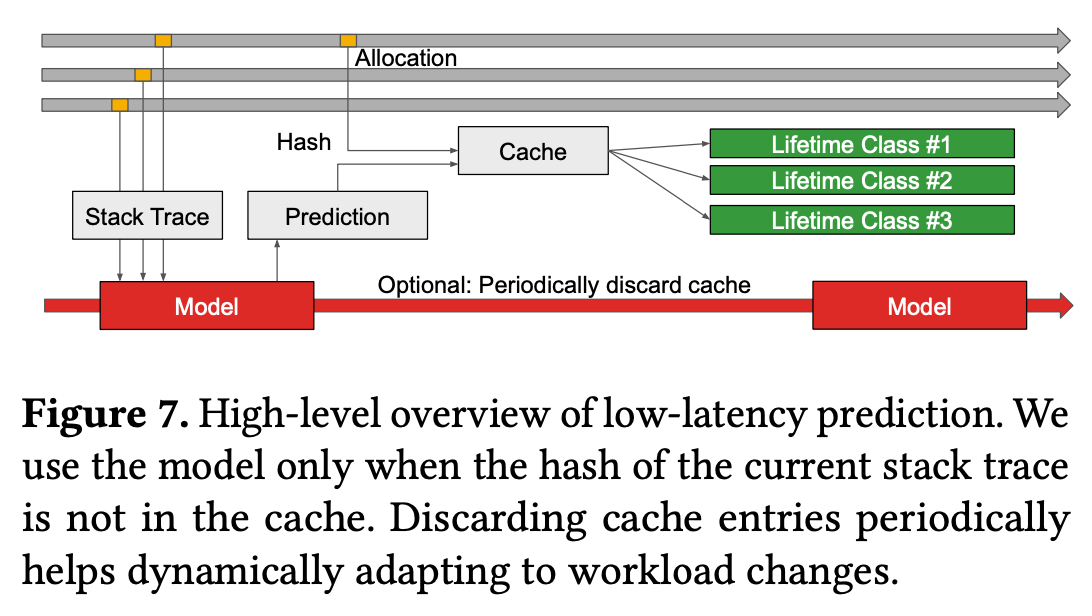 Allocation
Hash
Cache
Lifetime Class #1
Lifetime Class #2
Lifetime Class #3
Stack Trace
Prediction
Optional: Periodically discard cache
Model
Model
Figure 7. High-level overview of low-latency prediction. We
use the model only when the hash of the current stack trace
is not in the cache. Discarding cache entries periodically
helps dynamically adapting to workload changes.